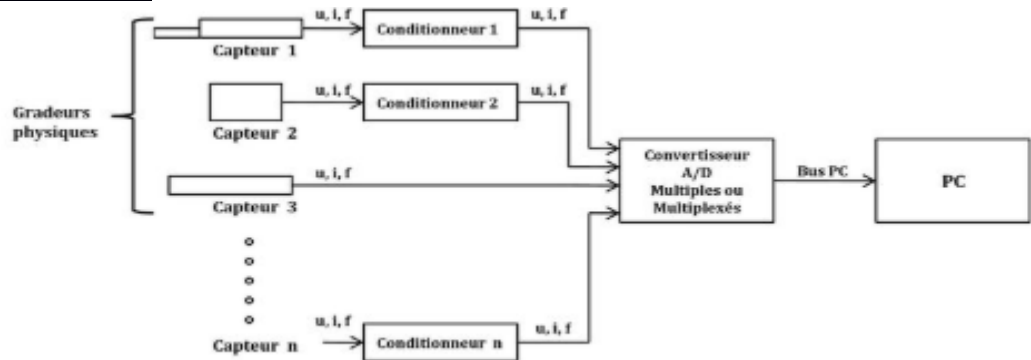 u, i, f
Conditionneur 1
u, i, f
Capteur 1
Gradeurs
physiques
u, i, f
Conditionneur 2
u, i, f
Capteur 2
Convertisseur
A/D
Multiples ou
Multiplexés
Bus PC
PC
u, i, f
Capteur 3
u, i, f
Conditionneur n
u, i, f
Capteur n